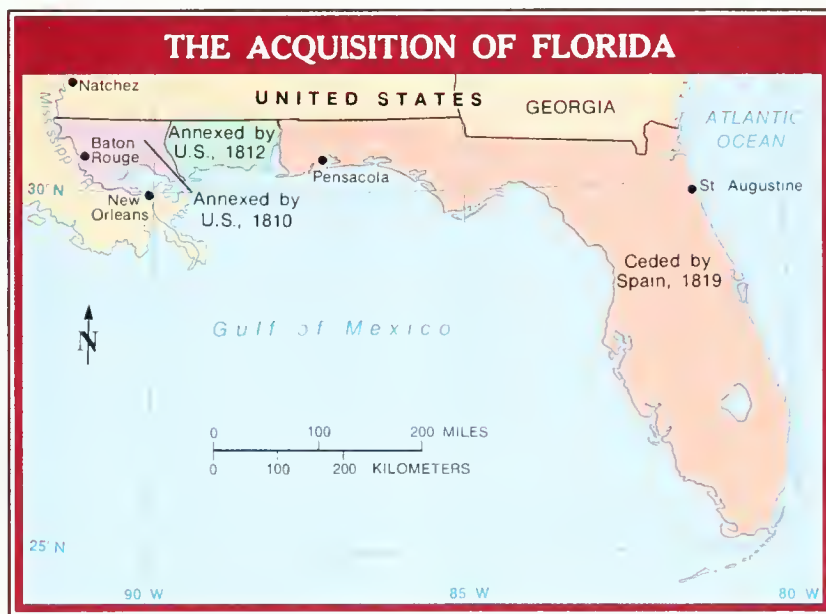 THE ACQUISITION OF FLORIDA
Natchez
UNITED STATES
GEORGIA
ATLANTIC
OCEAN
Baton
Rouge
Annexed by
U.S., 1812
Pensacola
St Augustine
30° N
New
Orleans
Annexed by
U.S., 1810
Ceded by
Spain, 1819
N
Gulf of Mexico
0 100 200 MILES
0 100 200 KILOMETERS
25° N
90 W
85 W
80 W